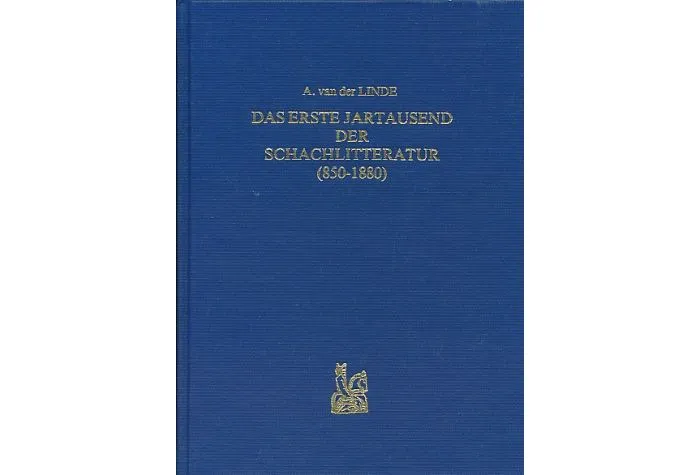 A. van der LINDE
DAS ERSTE JARTAUSEND
DER
SCHACHLITTERATUR
(850-1880)